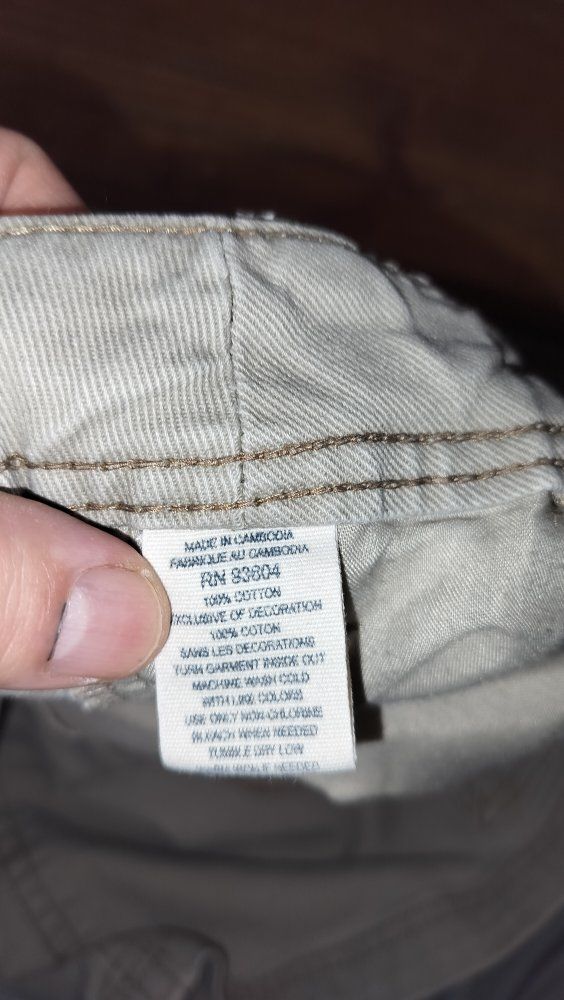 MADE IN CAMBODIA
FABRIQUE AU CAMBODIA
RN 93604
100% COTTON
EXCLUSIVE OF DECORATION
100% COTON
SANS LES DECORATIONS
TURN GARMENT INSIDE OUT
MACHINE WASH COLD
WITH LIKE COLORS
USE ONLY NON-CHLORINE
BLEACH WHEN NEEDED
TUMBLE DRY LOW
NEEDED